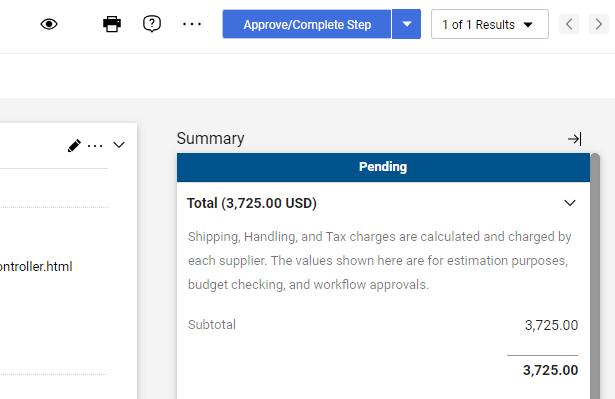 Approve/Complete Step
1 of 1 Results
Summary
Pending
Total (3,725.00 USD)
Shipping, Handling, and Tax charges are calculated and charged by
each supplier. The values shown here are for estimation purposes,
budget checking, and workflow approvals.
ontroller.html
Subtotal 3,725.00
3,725.00